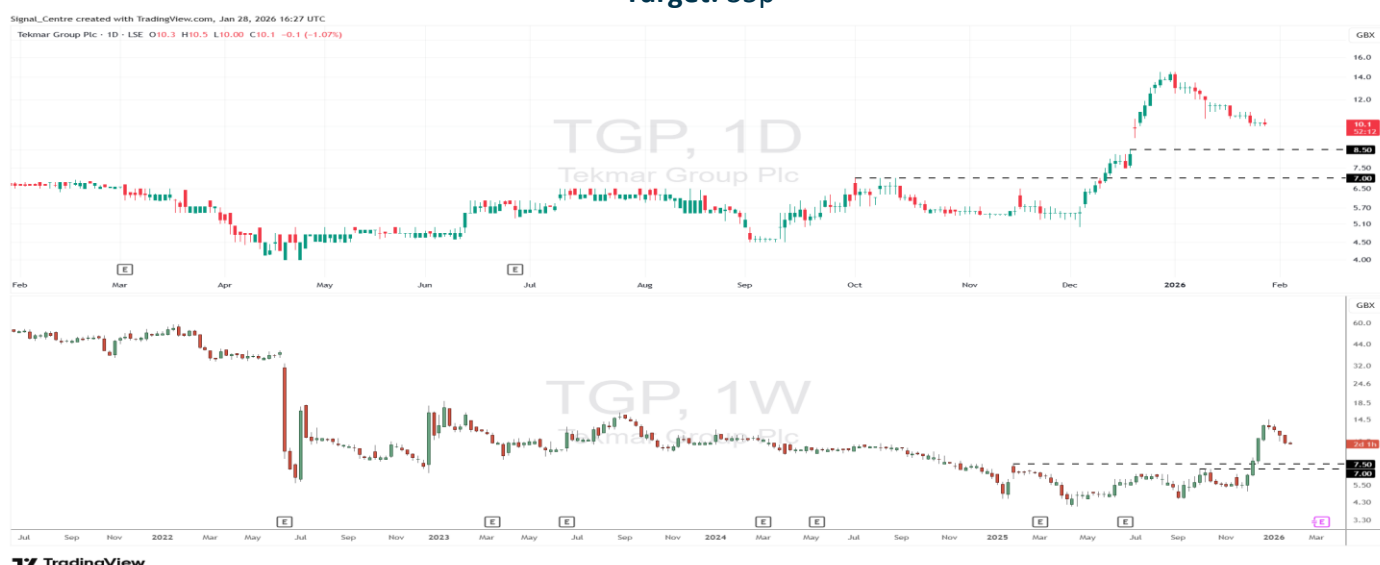 Signal_Centre created with TradingView.com, Jan 28, 2026 16:27 UTC
Tekmar Group Plc · 1D · LSE O10.3 H10.5 L10.00 C10.1 −0.1 (−1.07%)
GBX
16.0
14.0
12.0
10.1
52:12
8.50
7.50
7.00
6.50
5.70
5.10
4.50
4.00
TGP, 1D
Tekmar Group Plc
E
E
Feb Mar Apr May Jun Jul Aug Sep Oct Nov Dec 2026 Feb
GBX
60.0
44.0
32.0
24.6
18.5
14.5
2d 1h
7.50
7.00
5.50
4.30
3.30
TGP, 1W
Tekmar Group Plc
E E E E E E E E
Jul Sep Nov 2022 Mar May Jul Sep Nov 2023 Mar May Jul Sep Nov 2024 Mar May Jul Sep Nov 2025 Mar May Jul Sep Nov 2026 Mar